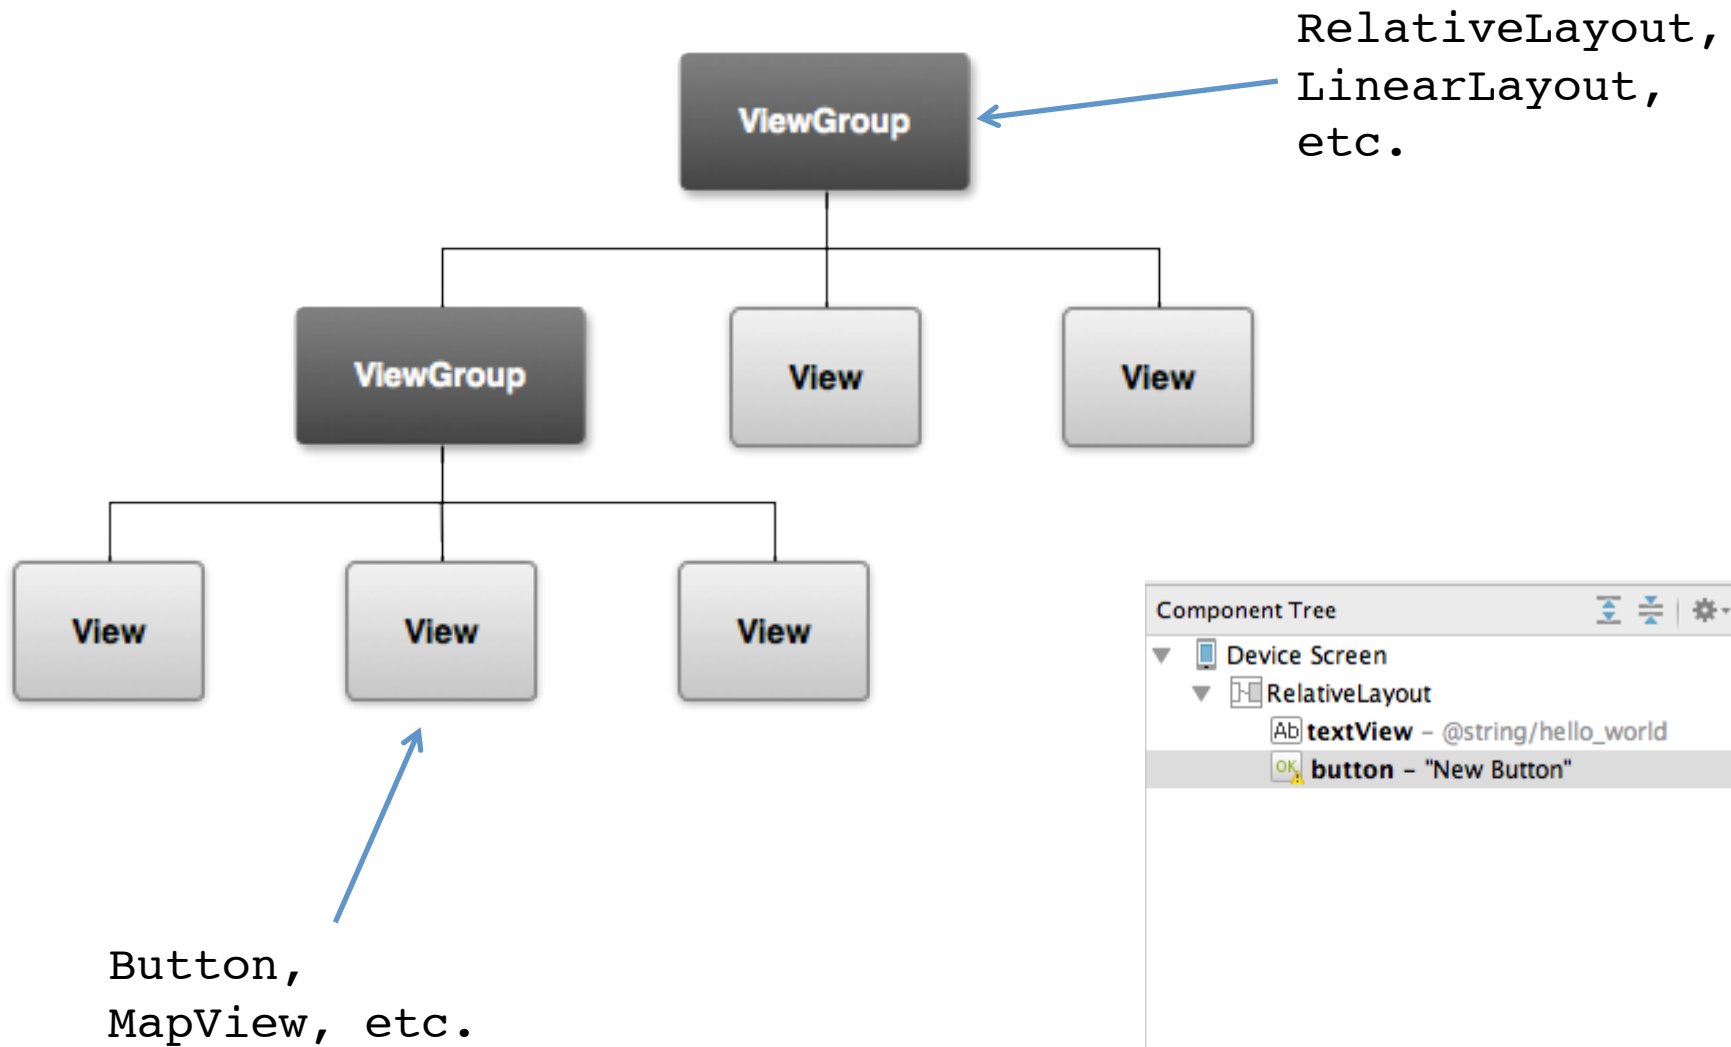 RelativeLayout,
LinearLayout,
etc.
ViewGroup
ViewGroup
View
View
View
View
View
Component Tree
Device Screen
RelativeLayout
Ab textView – @string/hello_world
OK button – "New Button"
Button,
MapView, etc.